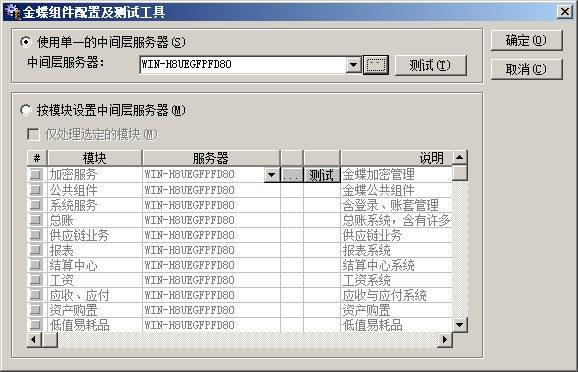 金蝶组件配置及测试工具
使用单一的中间层服务器(S)
确定(O)
中间层服务器: WIN-H8UEGFPFD80 ... 测试(T)
取消(C)
按模块设置中间层服务器(M)
仅处理选定的模块(M)
# 模块 服务器 说明
加密服务 WIN-H8UEGFPFD80 ... 测试 金蝶加密管理
公共组件 WIN-H8UEGFPFD80 金蝶公共组件
系统服务 WIN-H8UEGFPFD80 含登录、账套管理
总账 WIN-H8UEGFPFD80 总账系统,含有许多
供应链业务 WIN-H8UEGFPFD80 供应链系统
报表 WIN-H8UEGFPFD80 报表系统
结算中心 WIN-H8UEGFPFD80 结算中心系统
工资 WIN-H8UEGFPFD80 工资系统
应收、应付 WIN-H8UEGFPFD80 应收与应付系统
资产购置 WIN-H8UEGFPFD80 资产购置
低值易耗品 WIN-H8UEGFPFD80 低值易耗品